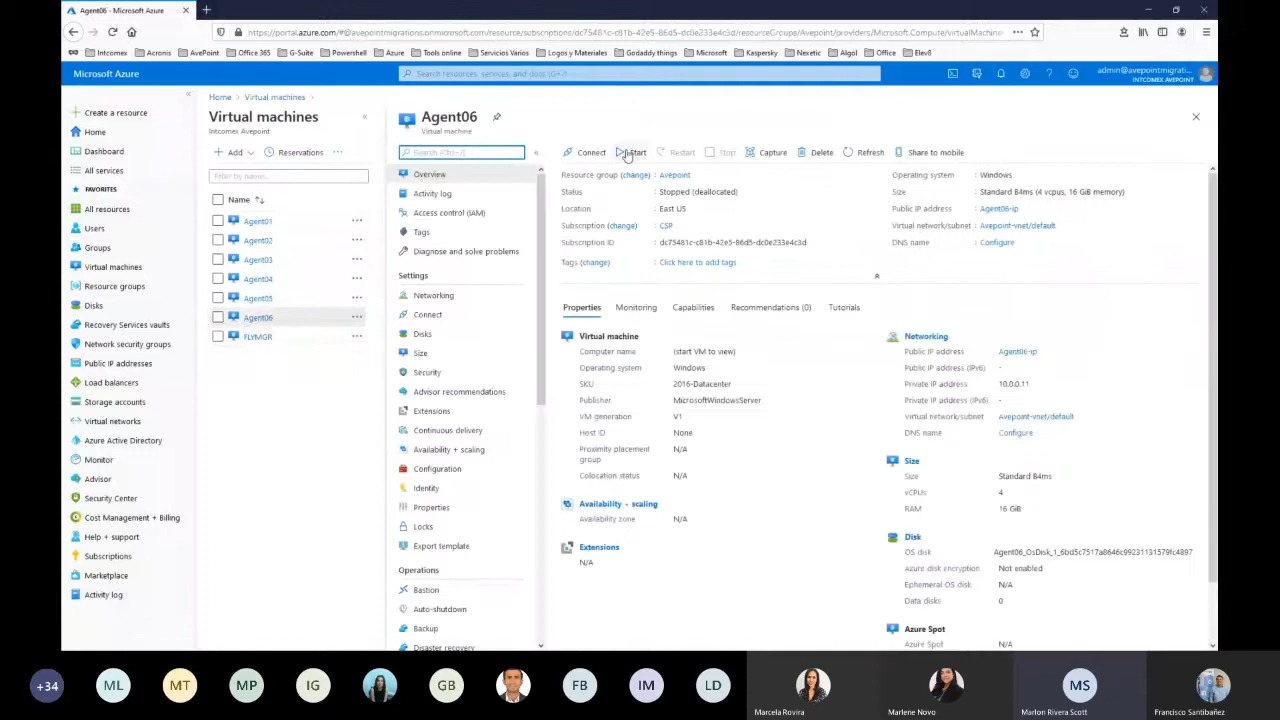 Agent06 - Microsoft Azure
https://portal.azure.com/#@avepointmigrations.onmicrosoft.com/resource/subscriptions/dc75481c-c81b-42e5-86d5-dc0e233e4c3d/resourceGroups/Avepoint/providers/Microsoft.Compute/virtualMachine
Intcomex Acronis AvePoint Office 365 G-Suite Powershell Azure Tools online Servicios Varios Logos y Materiales Godaddy things Microsoft Kaspersky Nexetic Algol Office Elev8
Microsoft Azure
Search resources, services, and docs (G+/)
admin@avepointmigrati...
INTCOMEX AVEPOINT
Create a resource
Home
Dashboard
All services
FAVORITES
All resources
Users
Groups
Virtual machines
Resource groups
Disks
Recovery Services vaults
Network security groups
Public IP addresses
Load balancers
Storage accounts
Virtual networks
Azure Active Directory
Monitor
Advisor
Security Center
Cost Management + Billing
Help + support
Subscriptions
Marketplace
Activity log
Home > Virtual machines >
Virtual machines
Intcomex Avepoint
Add Reservations
Filter by name...
Name
Agent01
Agent02
Agent03
Agent04
Agent05
Agent06
FLYMGR
Agent06
Virtual machine
Search (Ctrl+/)
Overview
Activity log
Access control (IAM)
Tags
Diagnose and solve problems
Settings
Networking
Connect
Disks
Size
Security
Advisor recommendations
Extensions
Continuous delivery
Availability + scaling
Configuration
Identity
Properties
Locks
Export template
Operations
Bastion
Auto-shutdown
Backup
Disaster recovery
Connect Start Restart Stop Capture Delete Refresh Share to mobile
Resource group (change) : Avepoint
Status : Stopped (deallocated)
Location : East US
Subscription (change) : CSP
Subscription ID : dc75481c-c81b-42e5-86d5-dc0e233e4c3d
Tags (change) : Click here to add tags
Operating system : Windows
Size : Standard B4ms (4 vcpus, 16 GiB memory)
Public IP address : Agent06-ip
Virtual network/subnet : Avepoint-vnet/default
DNS name : Configure
Properties Monitoring Capabilities Recommendations (0) Tutorials
Virtual machine
Computer name (start VM to view)
Operating system Windows
SKU 2016-Datacenter
Publisher MicrosoftWindowsServer
VM generation V1
Host ID None
Proximity placement group N/A
Colocation status N/A
Availability + scaling
Availability zone N/A
Extensions
N/A
Networking
Public IP address Agent06-ip
Public IP address (IPv6) -
Private IP address 10.0.0.11
Private IP address (IPv6) -
Virtual network/subnet Avepoint-vnet/default
DNS name Configure
Size
Size Standard B4ms
vCPUs 4
RAM 16 GiB
Disk
OS disk Agent06_OsDisk_1_6bd5c7517a8646c99231131579fc4897
Azure disk encryption Not enabled
Ephemeral OS disk N/A
Data disks 0
Azure Spot
Azure Spot N/A
+34 ML MT MP IG GB FB IM LD MS
Marcela Rovira
Marlene Novo
Marlon Rivera Scott
Francisco Santibañez